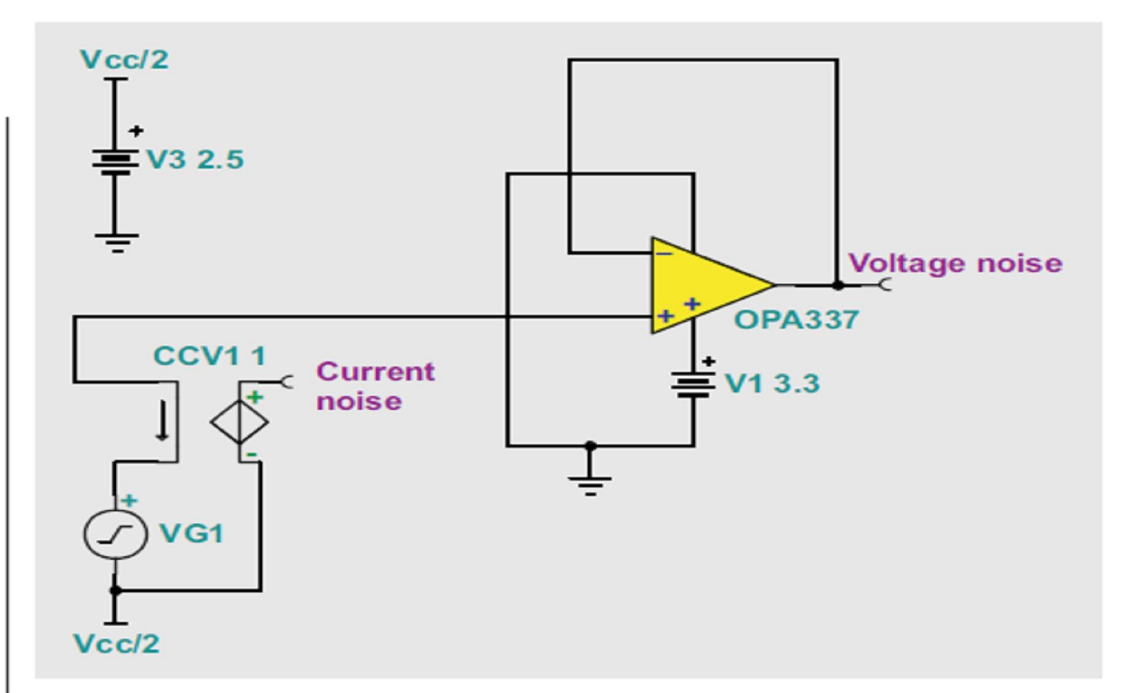 Vcc/2
+
V3 2.5
Voltage noise
-
+
+
OPA337
CCV1 1
Current
noise
+
V1 3.3
+
-
+
VG1
Vcc/2